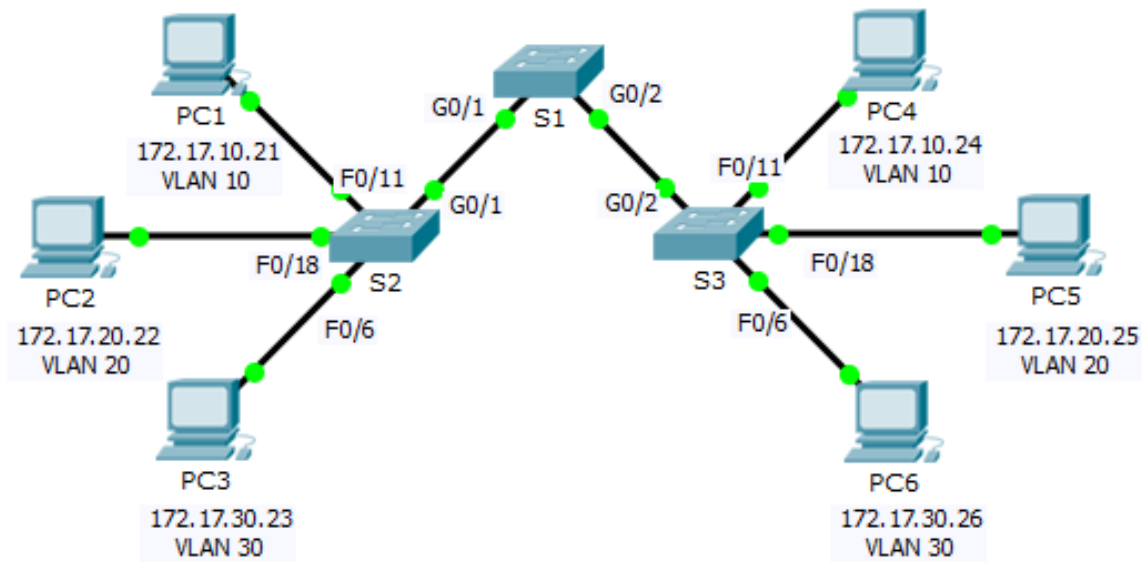 PC1
172.17.10.21
VLAN 10
F0/11
G0/1
S1
G0/2
G0/1
G0/2
PC4
172.17.10.24
VLAN 10
F0/11
PC2
172.17.20.22
VLAN 20
F0/18
S2
F0/6
S3
F0/18
F0/6
PC5
172.17.20.25
VLAN 20
PC3
172.17.30.23
VLAN 30
PC6
172.17.30.26
VLAN 30